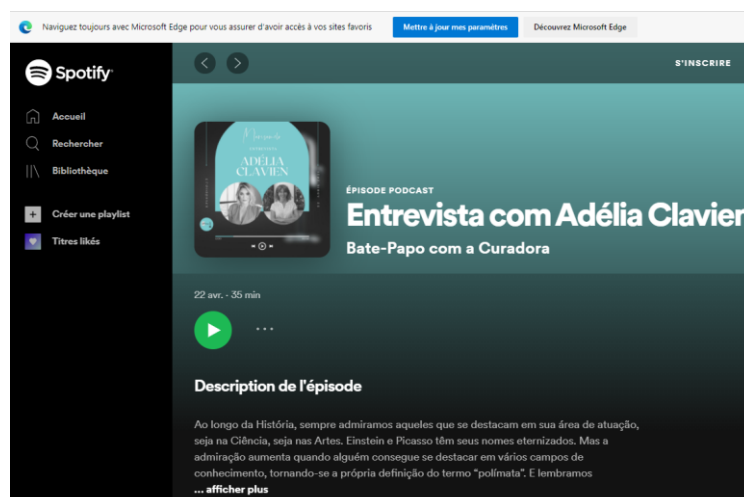 Naviguez toujours avec Microsoft Edge pour vous assurer d'avoir accès à vos sites favoris
Mettre à jour mes paramètres
Découvrez Microsoft Edge
Spotify
S'INSCRIRE
Accueil
Rechercher
Bibliothèque
Créer une playlist
Titres likés
ENTREVISTA
ADÉLIA
CLAVIEN
ÉPISODE PODCAST
Entrevista com Adélia Clavien
Bate-Papo com a Curadora
22 avr. · 35 min
Description de l'épisode
Ao longo da História, sempre admiramos aqueles que se destacam em sua área de atuação,
seja na Ciência, seja nas Artes. Einstein e Picasso têm seus nomes eternizados. Mas a
admiração aumenta quando alguém consegue se destacar em vários campos de
conhecimento, tornando-se a própria definição do termo “polímata”. E lembramos
... afficher plus